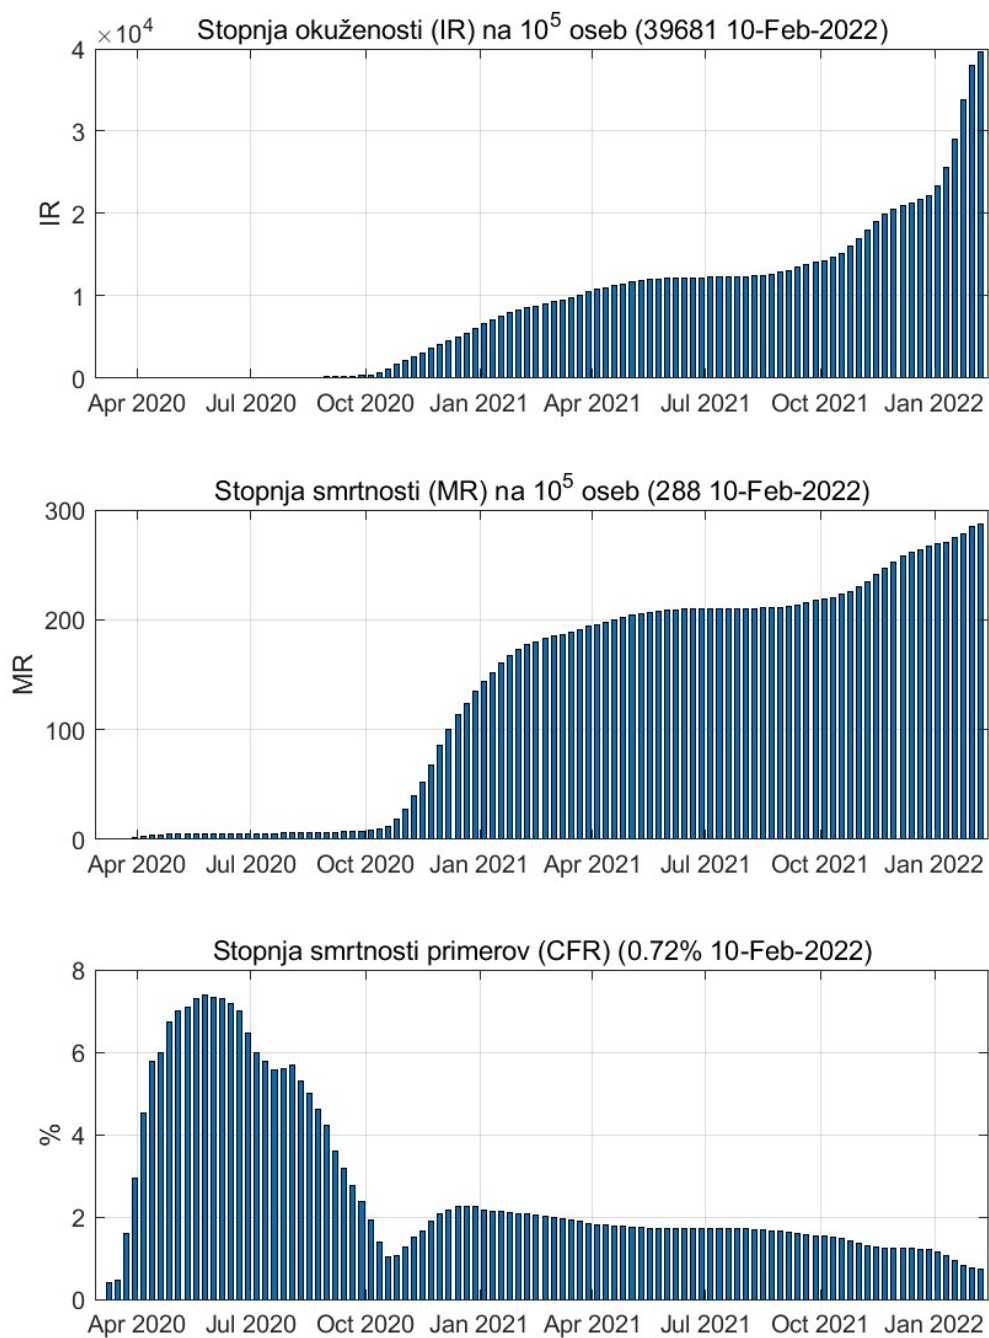 Stopnja okuženosti (IR) na 10^5 oseb (39681 10-Feb-2022)
×10^4
4
3
2
1
0
IR
Apr 2020 Jul 2020 Oct 2020 Jan 2021 Apr 2021 Jul 2021 Oct 2021 Jan 2022
Stopnja smrtnosti (MR) na 10^5 oseb (288 10-Feb-2022)
300
200
100
0
MR
Apr 2020 Jul 2020 Oct 2020 Jan 2021 Apr 2021 Jul 2021 Oct 2021 Jan 2022
Stopnja smrtnosti primerov (CFR) (0.72% 10-Feb-2022)
8
6
4
2
0
%
Apr 2020 Jul 2020 Oct 2020 Jan 2021 Apr 2021 Jul 2021 Oct 2021 Jan 2022